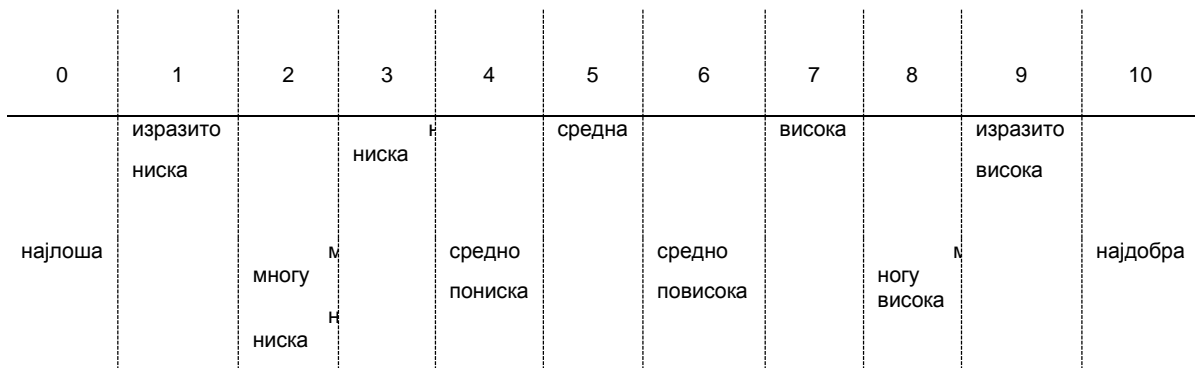 0 1 2 3 4 5 6 7 8 9 10
изразито н средна висока изразито
ниска
ниска висока
најлоша м средно средно м најдобра
многу ногу
пониска повисока
висока
н
ниска